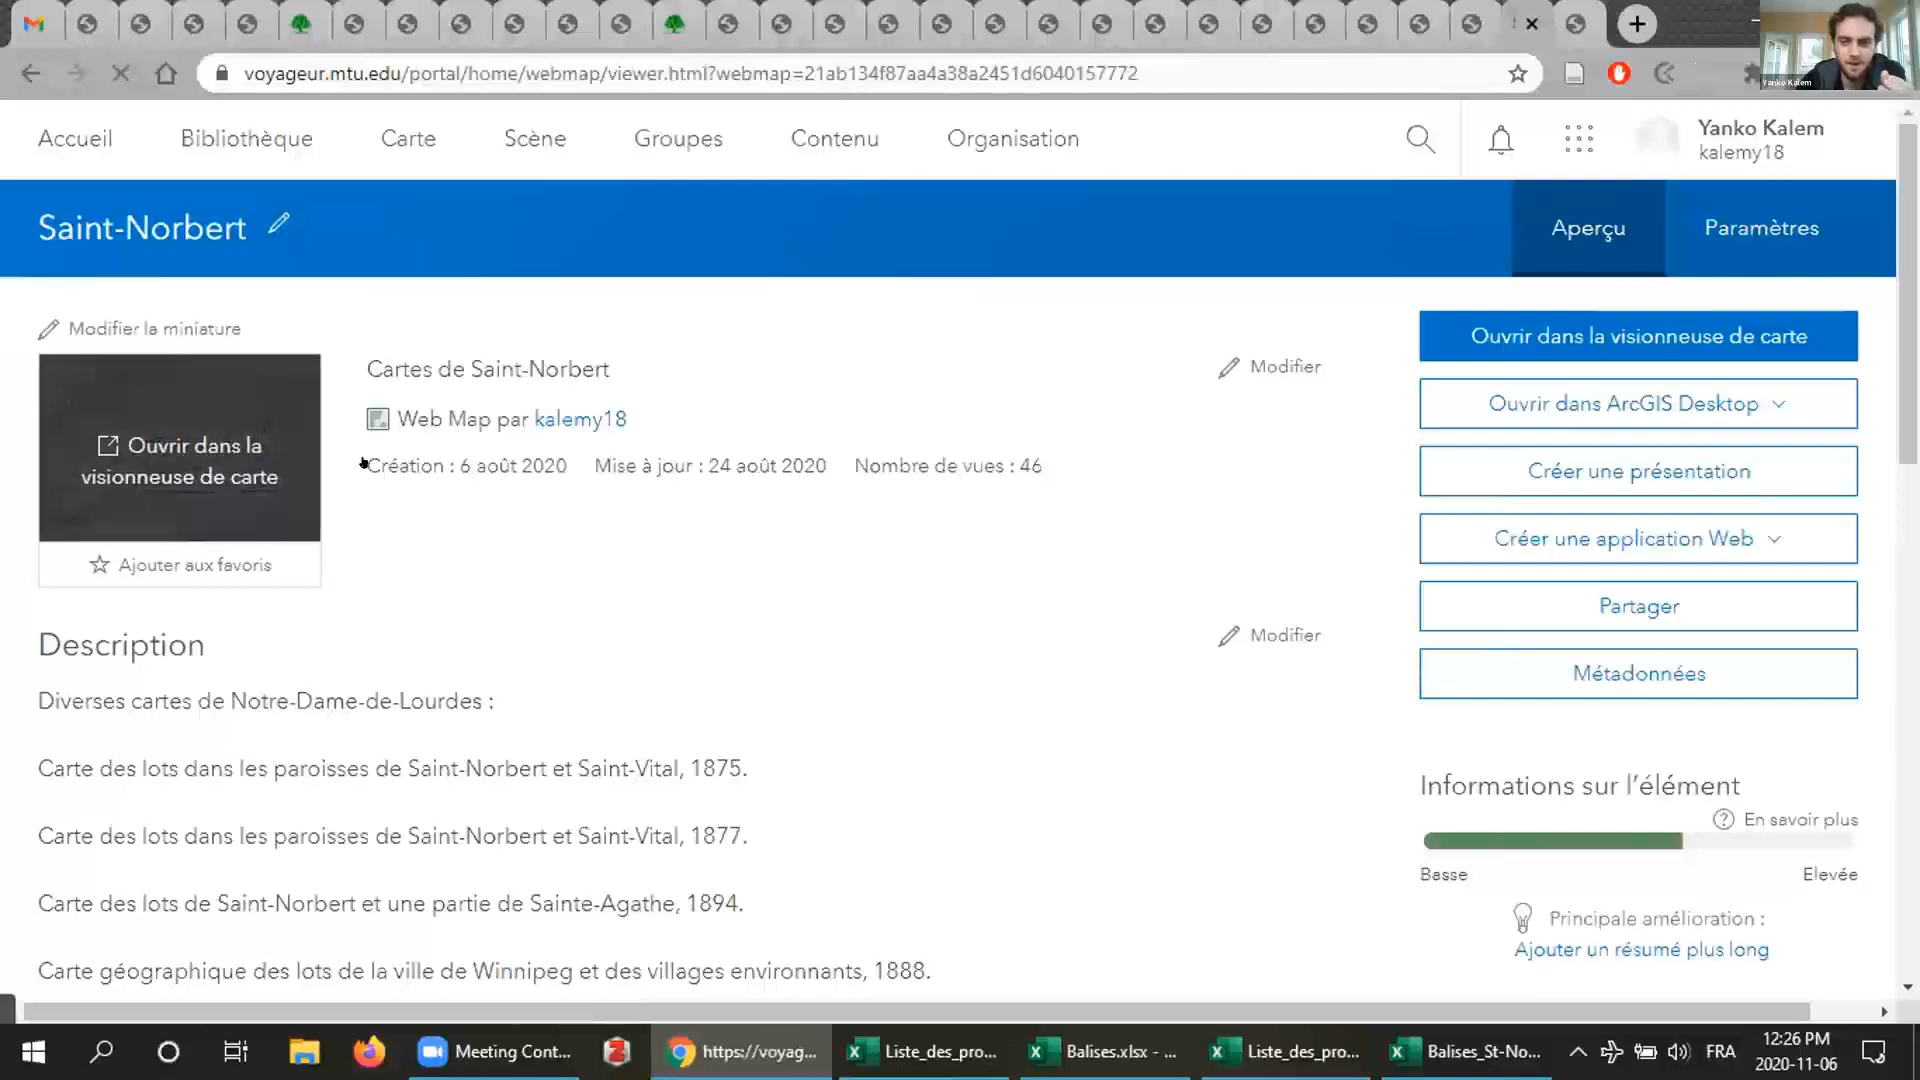 voyageur.mtu.edu/portal/home/webmap/viewer.html?webmap=21ab134f87aa4a38a2451d6040157772
Yanko Kalem
Accueil
Bibliothèque
Carte
Scène
Groupes
Contenu
Organisation
Yanko Kalem
kalemy18
Saint-Norbert
Aperçu
Paramètres
Modifier la miniature
Ouvrir dans la
visionneuse de carte
Ajouter aux favoris
Cartes de Saint-Norbert
Modifier
Web Map par kalemy18
Création : 6 août 2020 Mise à jour : 24 août 2020 Nombre de vues : 46
Ouvrir dans la visionneuse de carte
Ouvrir dans ArcGIS Desktop
Créer une présentation
Créer une application Web
Partager
Métadonnées
Description
Modifier
Diverses cartes de Notre-Dame-de-Lourdes :
Carte des lots dans les paroisses de Saint-Norbert et Saint-Vital, 1875.
Carte des lots dans les paroisses de Saint-Norbert et Saint-Vital, 1877.
Carte des lots de Saint-Norbert et une partie de Sainte-Agathe, 1894.
Carte géographique des lots de la ville de Winnipeg et des villages environnants, 1888.
Informations sur l'élément
En savoir plus
Basse
Elevée
Principale amélioration :
Ajouter un résumé plus long
Meeting Cont...
https://voyag...
Liste_des_pro...
Balises.xlsx - ...
Liste_des_pro...
Balises_St-No...
FRA
12:26 PM
2020-11-06